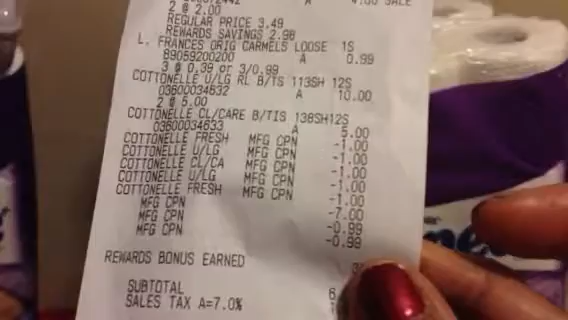 A 4.00 SALE
2 @ 2.00
REGULAR PRICE 3.49
REWARDS SAVINGS 2.98
L. FRANCES ORIG CARMELS LOOSE 1S
89059200200 A 0.99
3 @ 0.39 or 3/0.99
COTTONELLE U/LG RL B/TS 113SH 12S
03600034632 A 10.00
2 @ 5.00
COTTONELLE CL/CARE B/TIS 138SH12S
03600034633 A 5.00
COTTONELLE FRESH MFG CPN -1.00
COTTONELLE U/LG MFG CPN -1.00
COTTONELLE CL/CA MFG CPN -1.00
COTTONELLE U/LG MFG CPN -1.00
COTTONELLE FRESH MFG CPN -1.00
MFG CPN -7.00
MFG CPN -0.99
MFG CPN -0.99
REWARDS BONUS EARNED
SUBTOTAL 6
SALES TAX A=7.0%